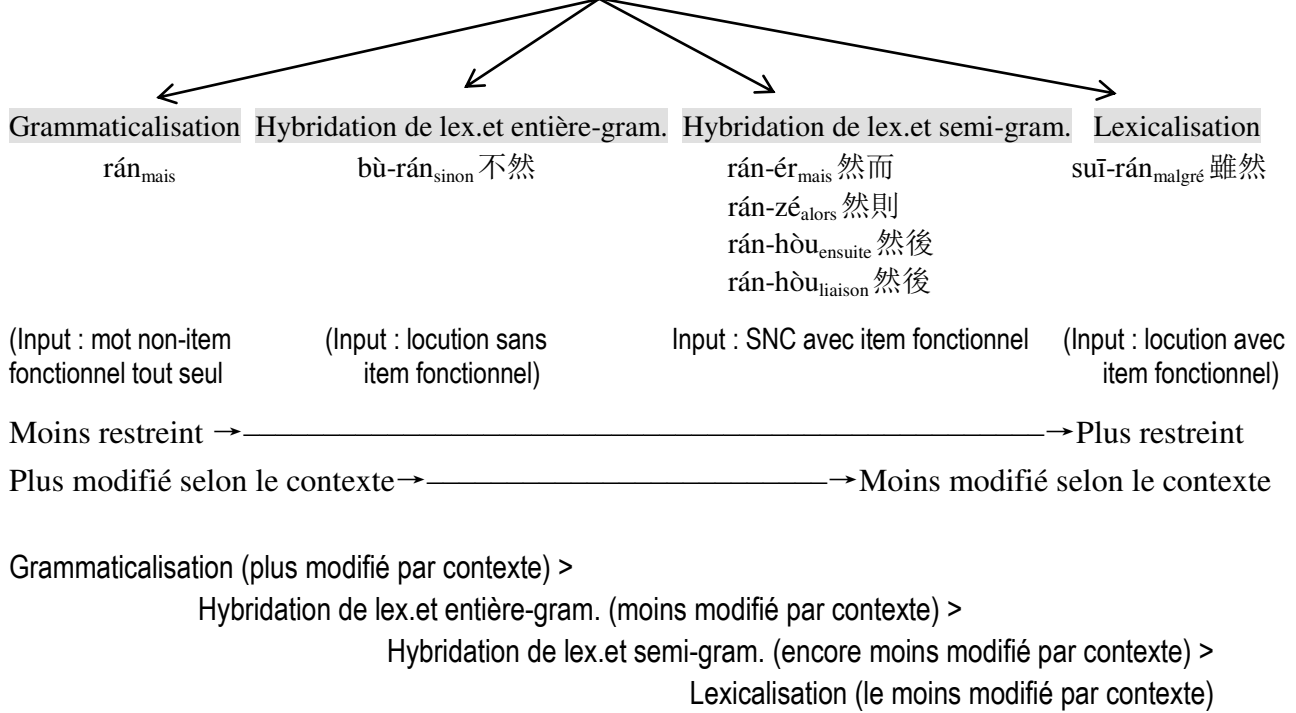 Grammaticalisation Hybridation de lex.et entière-gram. Hybridation de lex.et semi-gram. Lexicalisation
rán mais bù-rán sinon 不然 rán-ér mais 然而 suī-rán malgré 雖然
rán-zé alors 然則
rán-hòu ensuite 然後
rán-hòu liaison 然後
(Input : mot non-item (Input : locution sans Input : SNC avec item fonctionnel (Input : locution avec
fonctionnel tout seul item fonctionnel) item fonctionnel)
Moins restreint →→Plus restreint
Plus modifié selon le contexte→→Moins modifié selon le contexte
Grammaticalisation (plus modifié par contexte) >
Hybridation de lex.et entière-gram. (moins modifié par contexte) >
Hybridation de lex.et semi-gram. (encore moins modifié par contexte) >
Lexicalisation (le moins modifié par contexte)